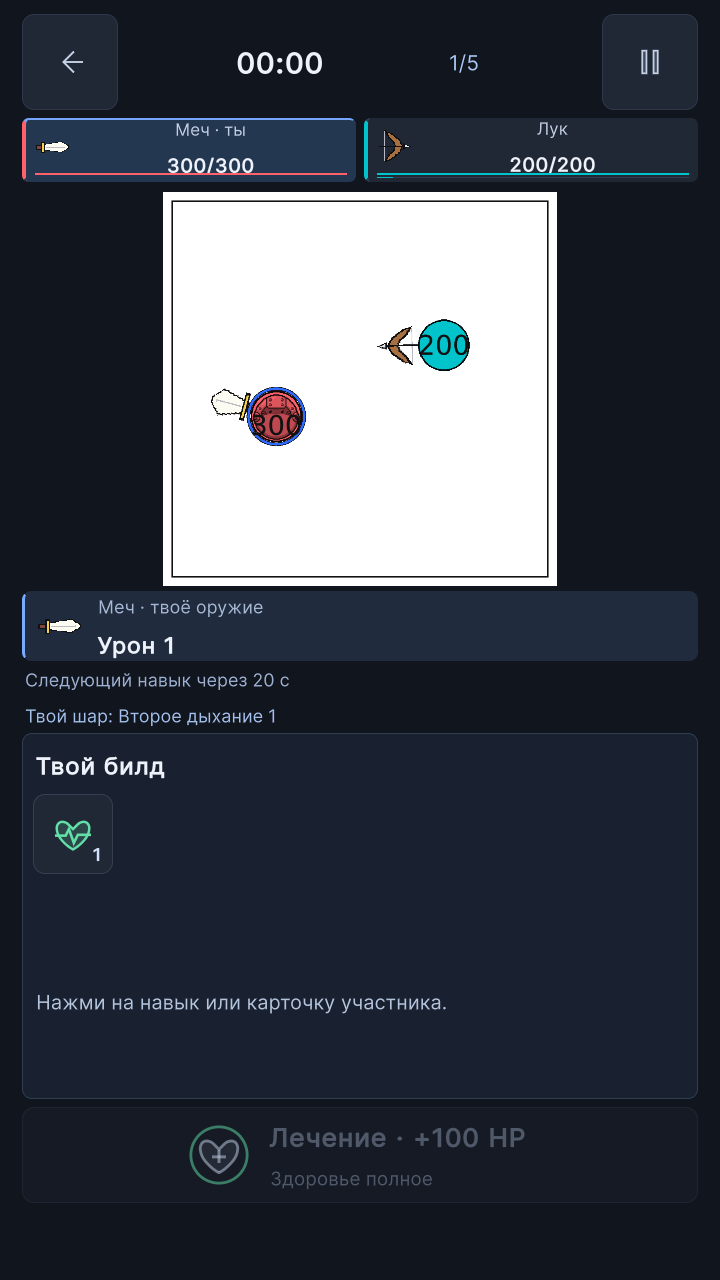 00:00
1/5
Меч · ты
300/300
Лук
200/200
200
300
Меч · твоё оружие
Урон 1
Следующий навык через 20 с
Твой шар: Второе дыхание 1
Твой билд
1
Нажми на навык или карточку участника.
Лечение · +100 HP
Здоровье полное